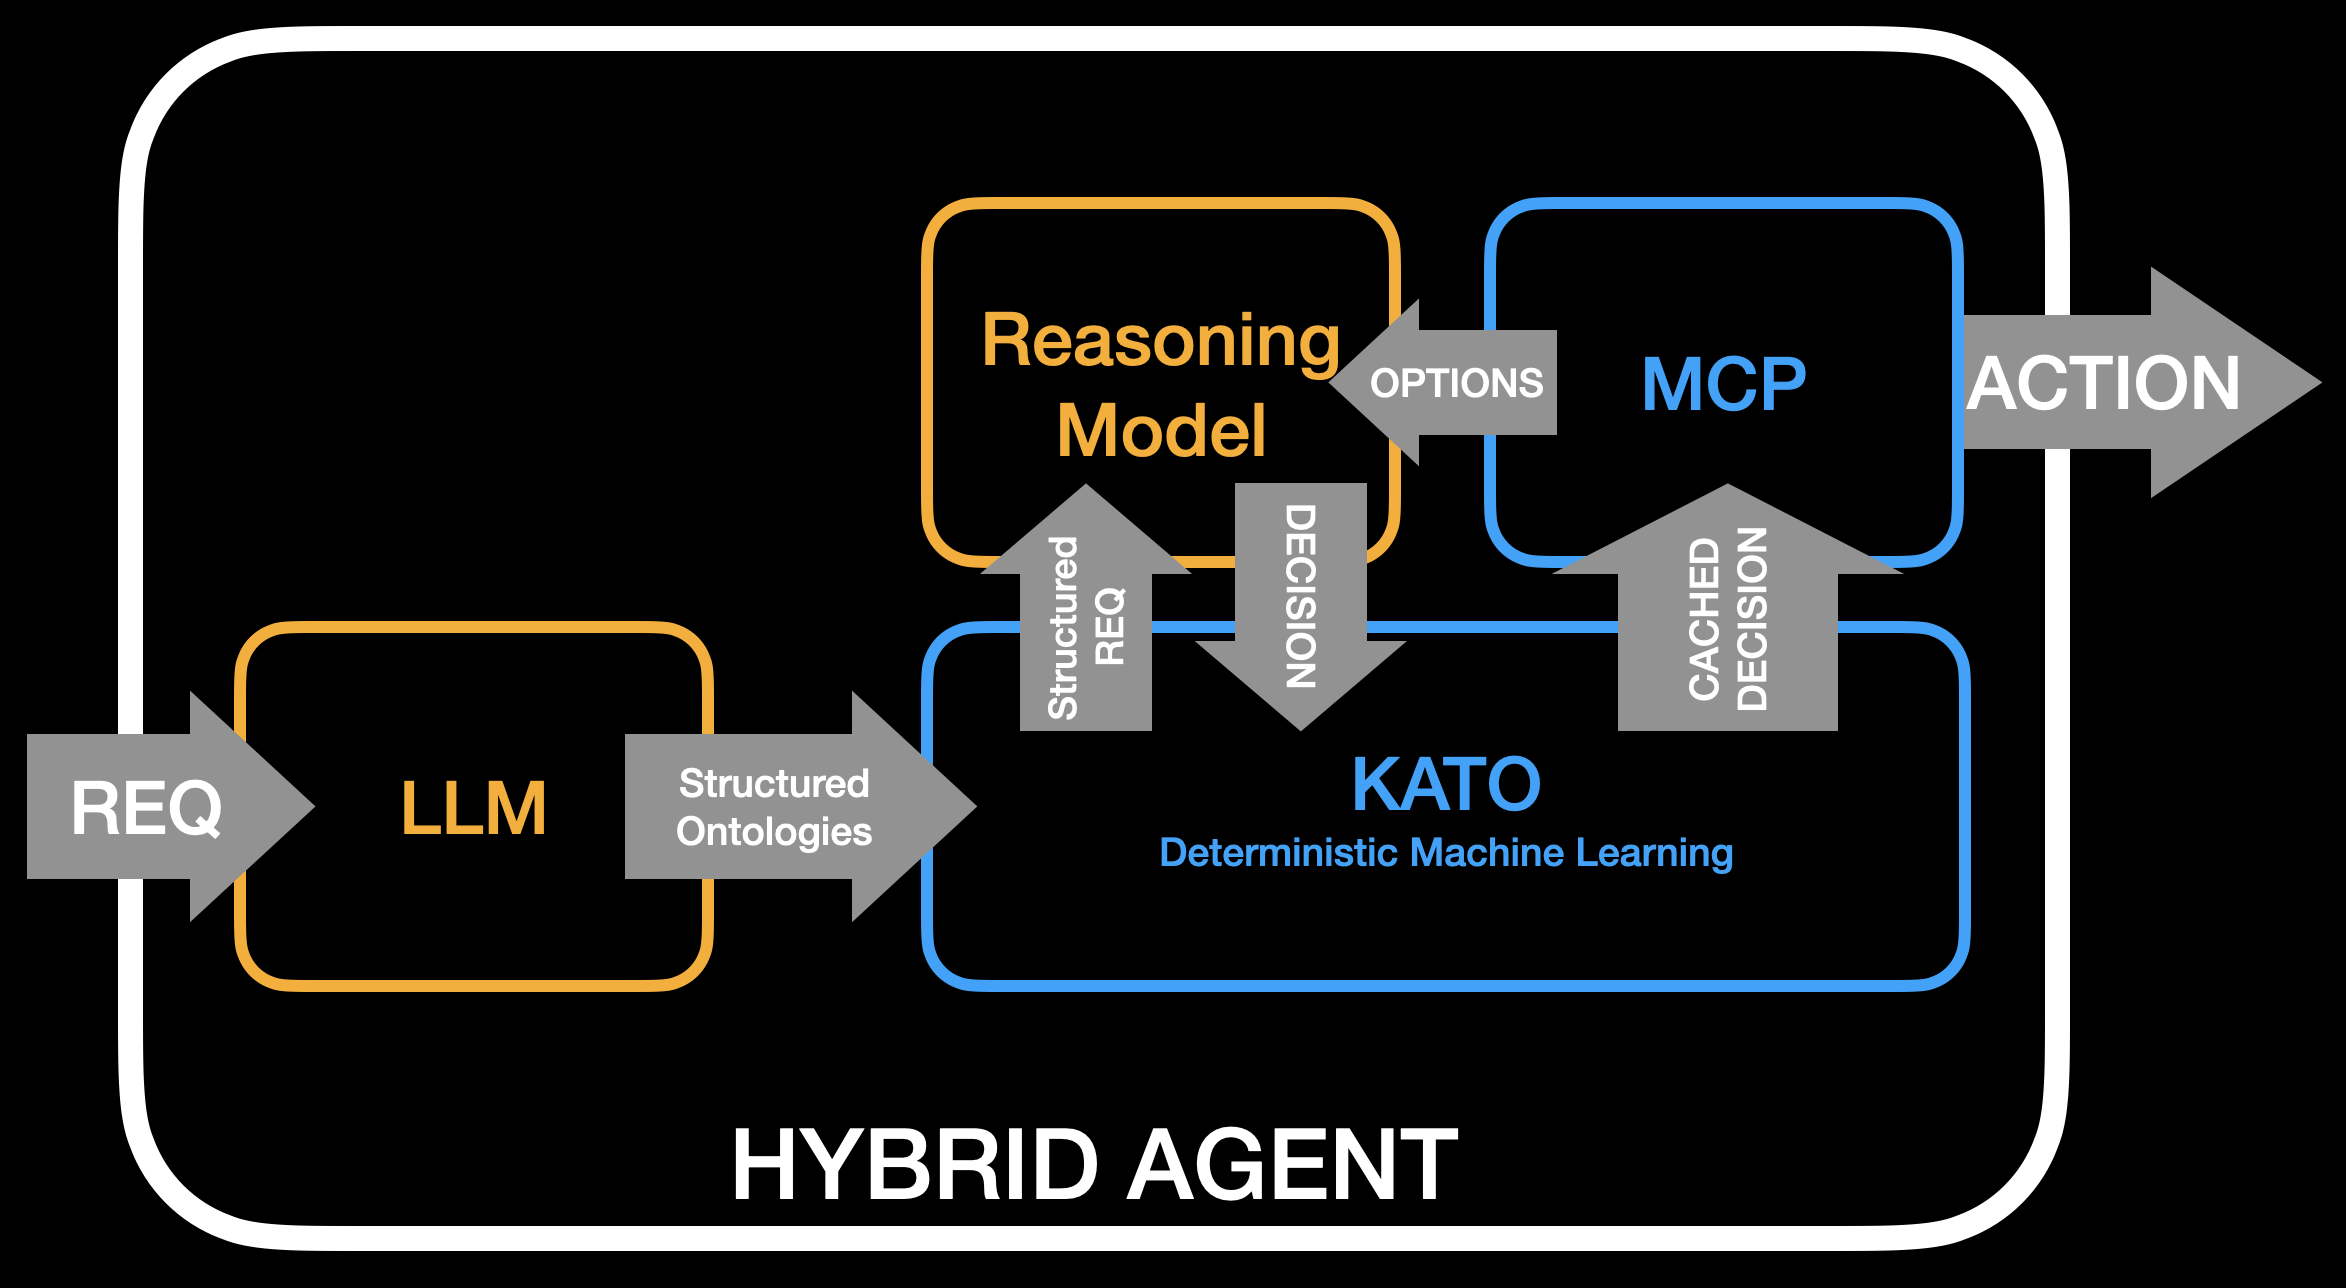 Reasoning
Model
OPTIONS
MCP
ACTION
Structured
REQ
DECISION
CACHED
DECISION
REQ
LLM
Structured
Ontologies
KATO
Deterministic Machine Learning
HYBRID AGENT